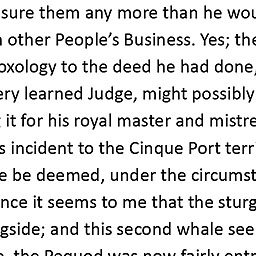 sure them any more than he wou
other People's Business. Yes; the
oxology to the deed he had done,
ery learned Judge, might possibly
it for his royal master and mistre
s incident to the Cinque Port terri
e be deemed, under the circumst
nce it seems to me that the sturg
gside; and this second whale see
the Pequod was now fairly entr